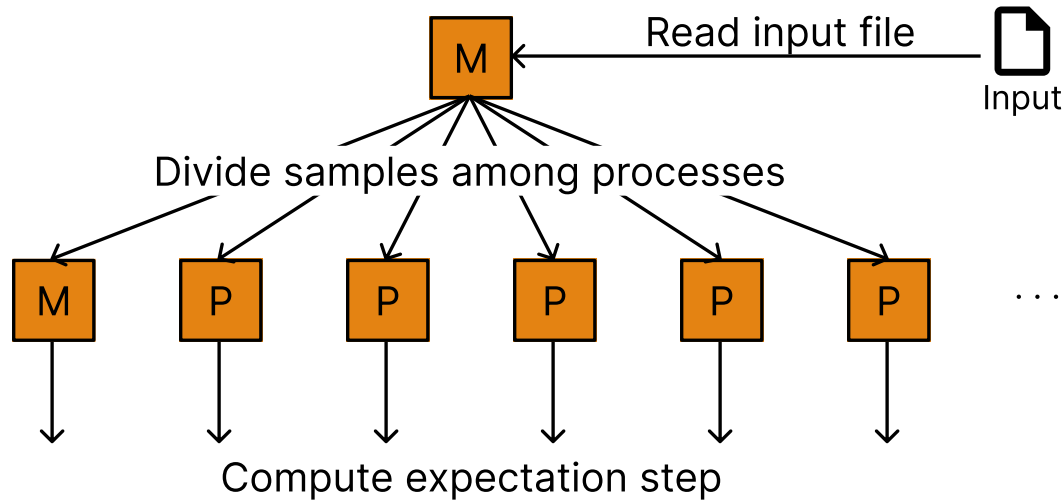 Read input file
M
Input
Divide samples among processes
M P P P P P ...
Compute expectation step